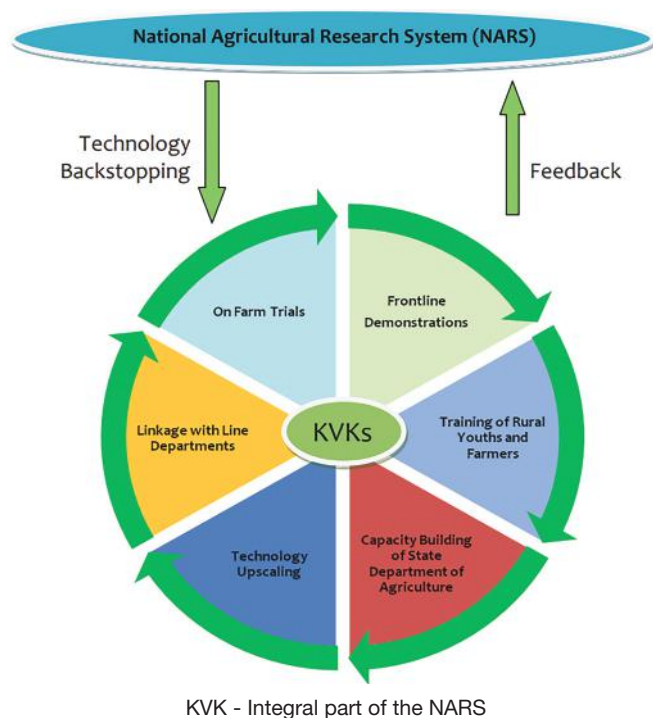 National Agricultural Research System (NARS)
Technology
Backstopping
Feedback
On Farm Trials
Frontline
Demonstrations
Linkage with Line
Departments
KVKs
Training of Rural
Youths and
Farmers
Technology
Upscaling
Capacity Building
of State
Department of
Agriculture
KVK - Integral part of the NARS